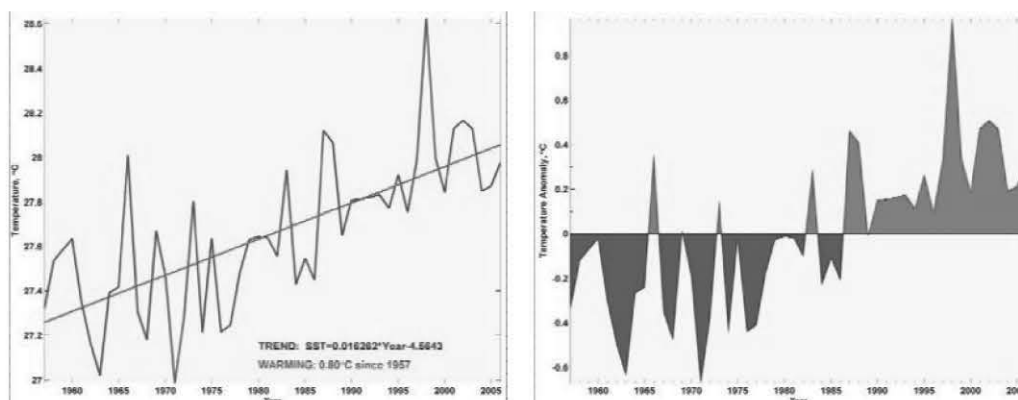 28.6
28.4
28.2
28
27.8
27.6
27.4
27.2
27
Temperature, °C
TREND: SST=0.016262*Year-4.5643
WARMING: 0.80°C since 1957
1960 1965 1970 1975 1980 1985 1990 1995 2000 2005
0.8
0.6
0.4
0.2
0
-0.2
-0.4
-0.6
Temperature Anomaly, °C
1960 1965 1970 1975 1980 1985 1990 1995 2000